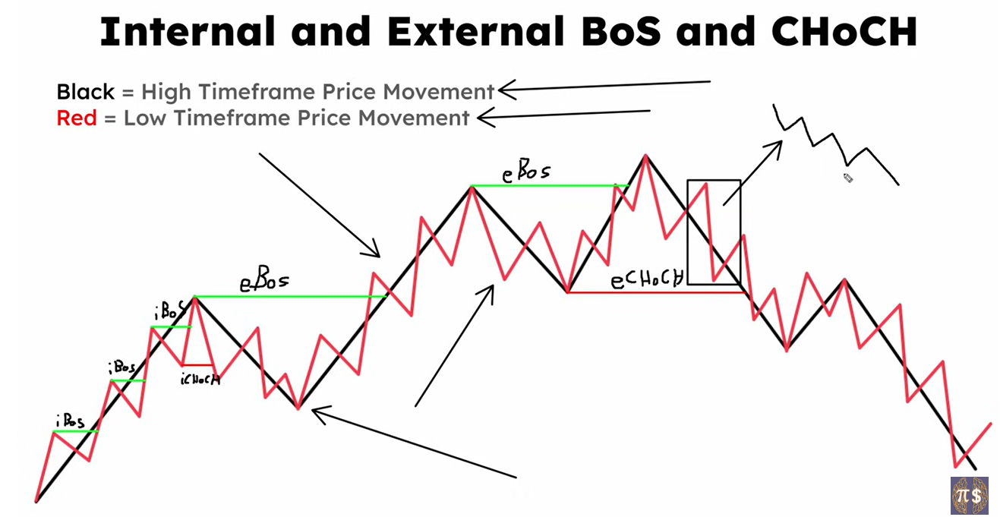 Internal and External BoS and CHoCH
Black = High Timeframe Price Movement
Red = Low Timeframe Price Movement
eBoS
eBoS
eCHoCH
iBoS
iBoS
iCHoCH
iBoS
π$